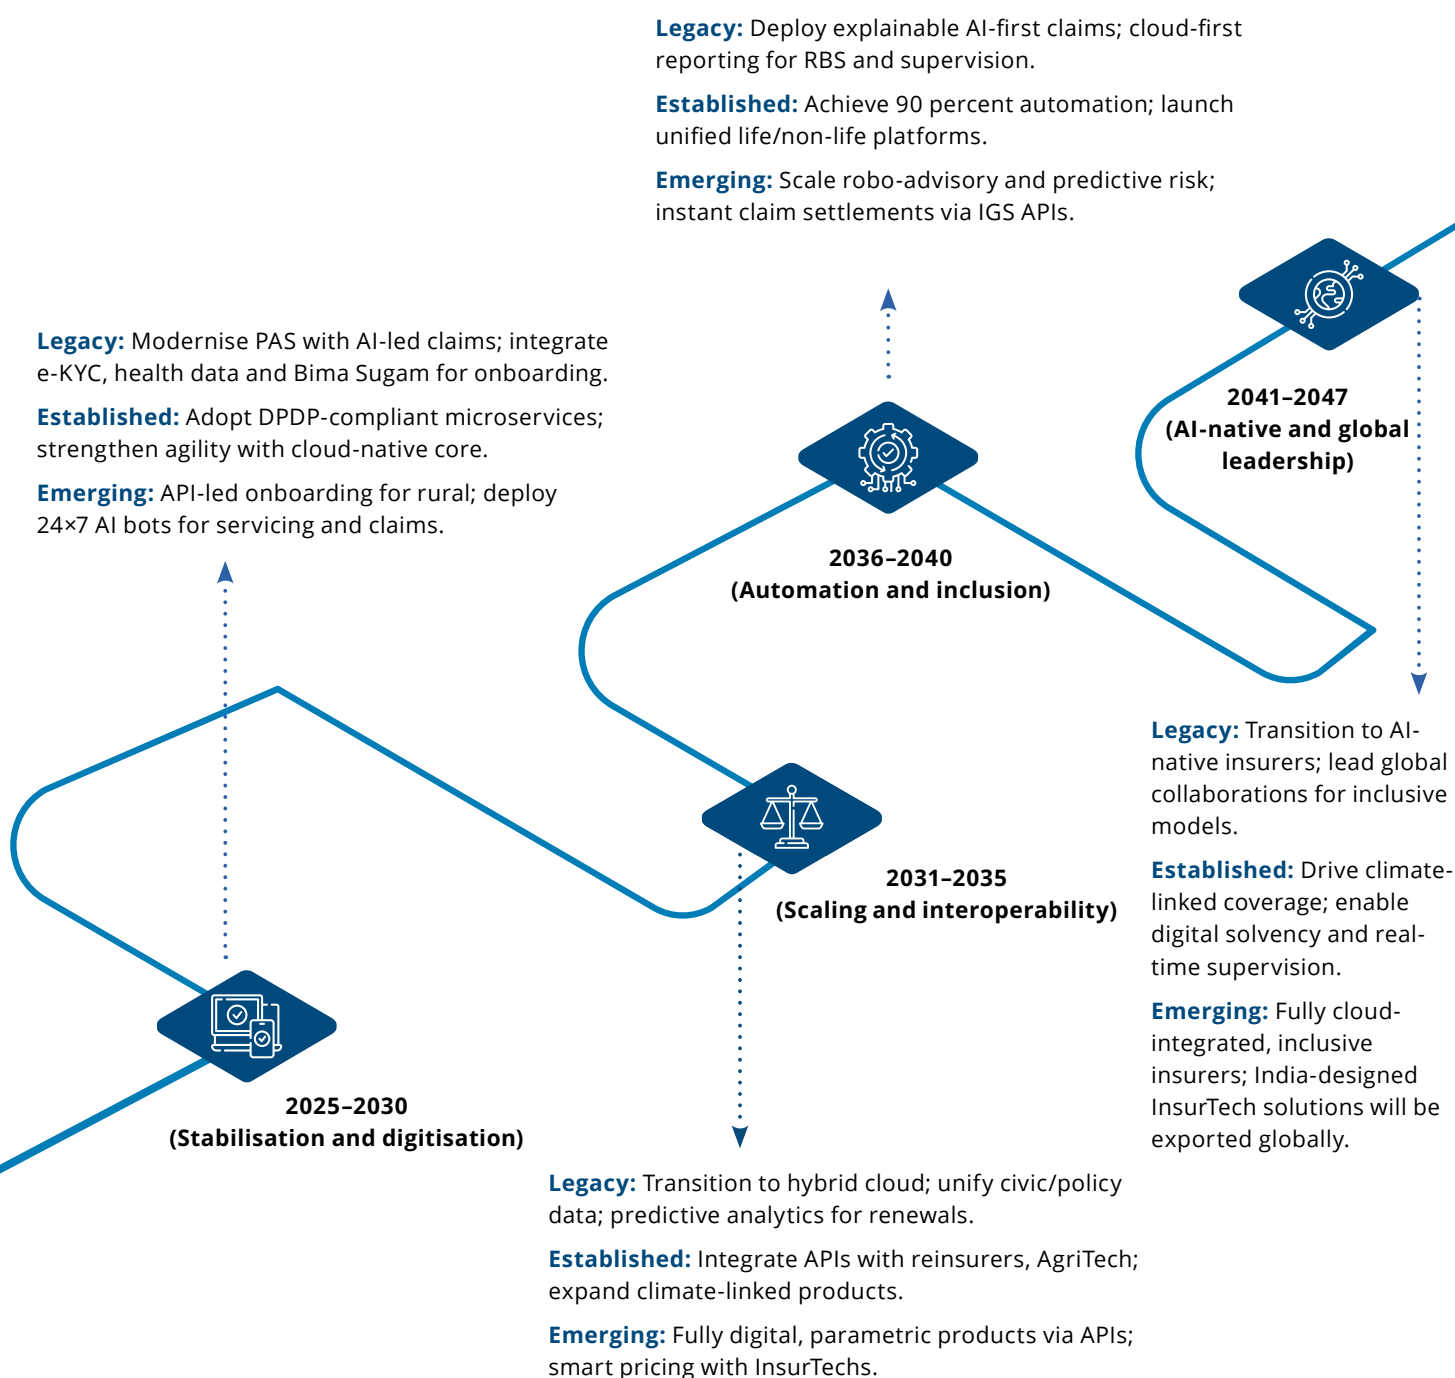 Legacy: Deploy explainable AI-first claims; cloud-first
reporting for RBS and supervision.
Established: Achieve 90 percent automation; launch
unified life/non-life platforms.
Emerging: Scale robo-advisory and predictive risk;
instant claim settlements via IGS APIs.
Legacy: Modernise PAS with AI-led claims; integrate
e-KYC, health data and Bima Sugam for onboarding.
Established: Adopt DPDP-compliant microservices;
strengthen agility with cloud-native core.
Emerging: API-led onboarding for rural; deploy
24×7 AI bots for servicing and claims.
2041–2047
(AI-native and global
leadership)
2036–2040
(Automation and inclusion)
Legacy: Transition to AI-
native insurers; lead global
collaborations for inclusive
models.
Established: Drive climate-
linked coverage; enable
digital solvency and real-
time supervision.
Emerging: Fully cloud-
integrated, inclusive
insurers; India-designed
InsurTech solutions will be
exported globally.
2031–2035
(Scaling and interoperability)
2025–2030
(Stabilisation and digitisation)
Legacy: Transition to hybrid cloud; unify civic/policy
data; predictive analytics for renewals.
Established: Integrate APIs with reinsurers, AgriTech;
expand climate-linked products.
Emerging: Fully digital, parametric products via APIs;
smart pricing with InsurTechs.